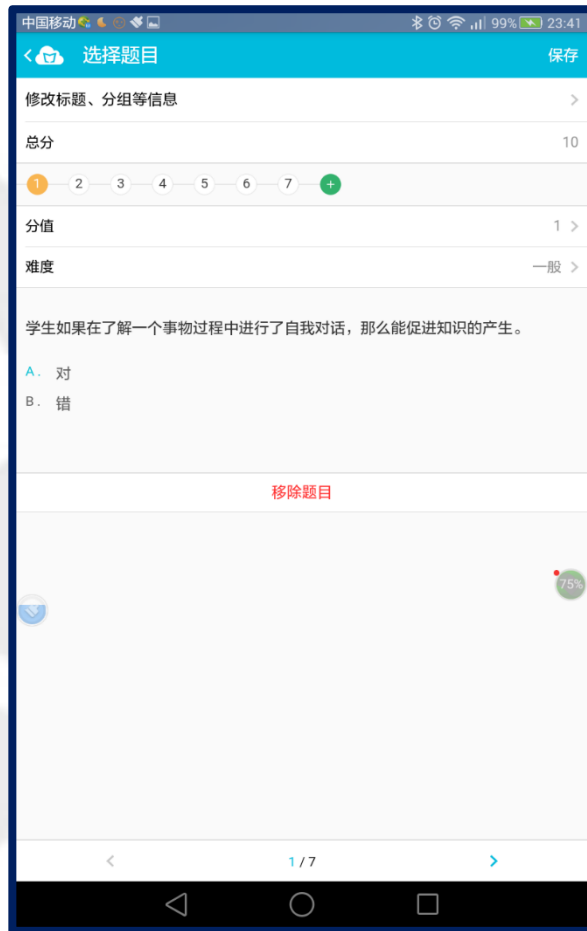 中国移动 99% 23:41
选择题目 保存
修改标题、分组等信息
总分 10
1 2 3 4 5 6 7 +
分值 1
难度 一般
学生如果在了解一个事物过程中进行了自我对话，那么能促进知识的产生。
A. 对
B. 错
移除题目
75%
1 / 7